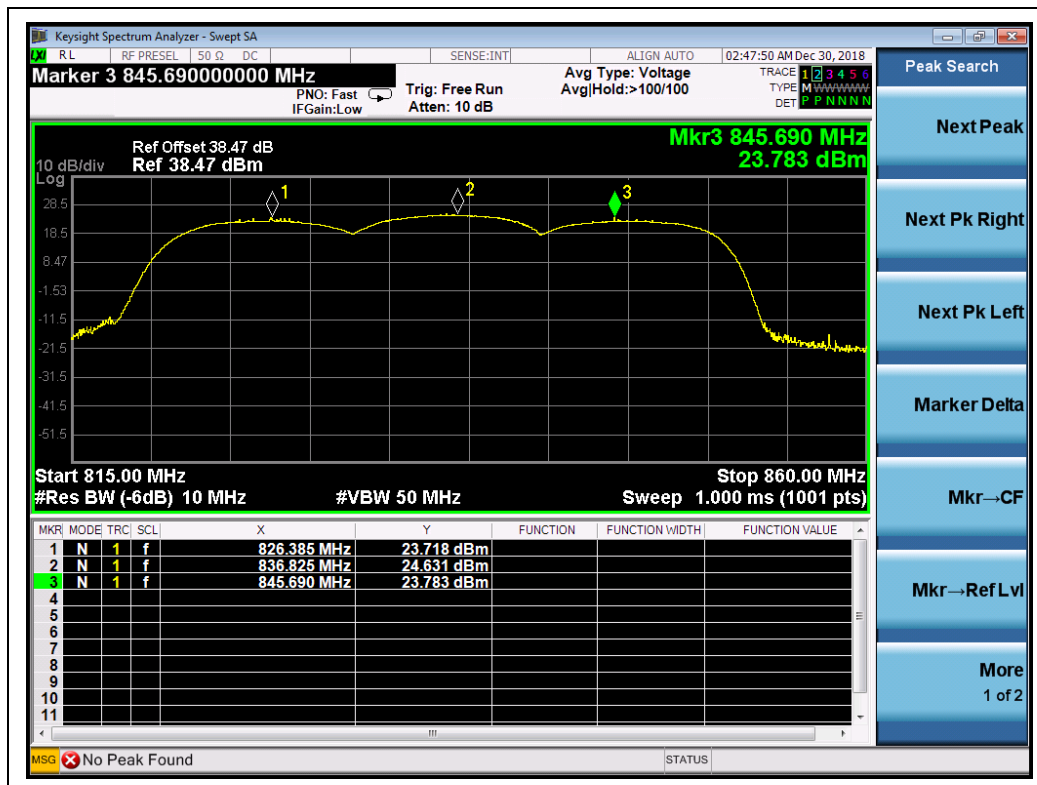 Keysight Spectrum Analyzer - Swept SA
LXI RL RF PRESEL 50 Ω DC SENSE:INT ALIGN AUTO 02:47:50 AM Dec 30, 2018
Marker 3 845.690000000 MHz
PNO: Fast
IFGain:Low
Trig: Free Run
Atten: 10 dB
Avg Type: Voltage
Avg|Hold:>100/100
TRACE 1 2 3 4 5 6
TYPE M WWWWW
DET P P N N N N
Ref Offset 38.47 dB
10 dB/div Ref 38.47 dBm
Log
Mkr3 845.690 MHz
23.783 dBm
1
2
3
28.5
18.5
8.47
-1.53
-11.5
-21.5
-31.5
-41.5
-51.5
Start 815.00 MHz Stop 860.00 MHz
#Res BW (-6dB) 10 MHz #VBW 50 MHz Sweep 1.000 ms (1001 pts)
MKR MODE TRC SCL X Y FUNCTION FUNCTION WIDTH FUNCTION VALUE
1 N 1 f 826.385 MHz 23.718 dBm
2 N 1 f 836.825 MHz 24.631 dBm
3 N 1 f 845.690 MHz 23.783 dBm
4
5
6
7
8
9
10
11
MSG No Peak Found STATUS
Peak Search
Next Peak
Next Pk Right
Next Pk Left
Marker Delta
Mkr→CF
Mkr→Ref Lvl
More
1 of 2